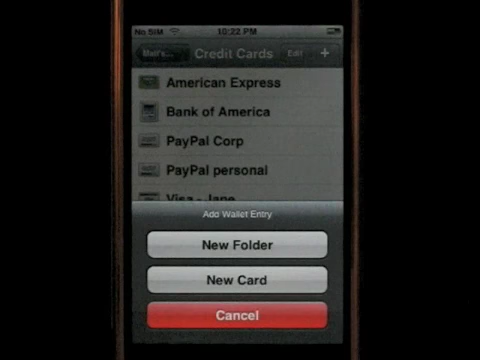 No SIM 10:22 PM
Credit Cards Edit +
American Express
Bank of America
PayPal Corp
PayPal personal
Visa - Jane
Add Wallet Entry
New Folder
New Card
Cancel